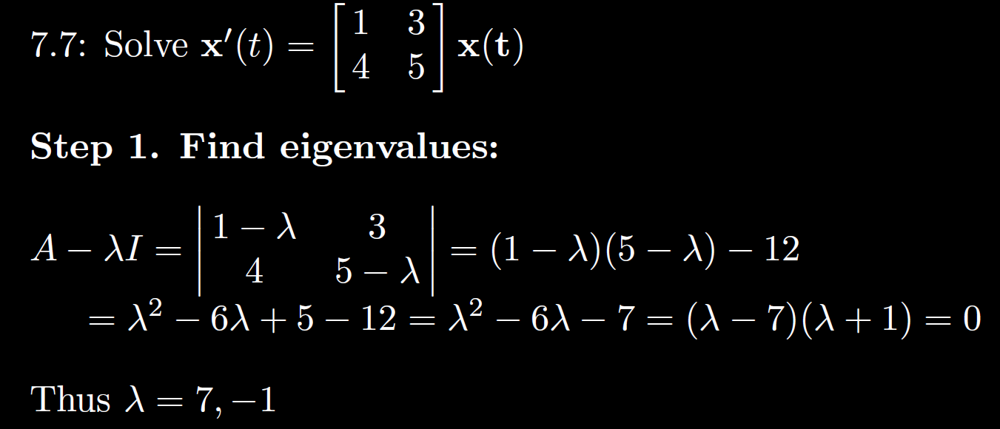 7.7: Solve x′(t) = [1 3; 4 5] x(t)
Step 1. Find eigenvalues:
A − λI = |1 − λ 3; 4 5 − λ| = (1 − λ)(5 − λ) − 12
= λ² − 6λ + 5 − 12 = λ² − 6λ − 7 = (λ − 7)(λ + 1) = 0
Thus λ = 7, −1